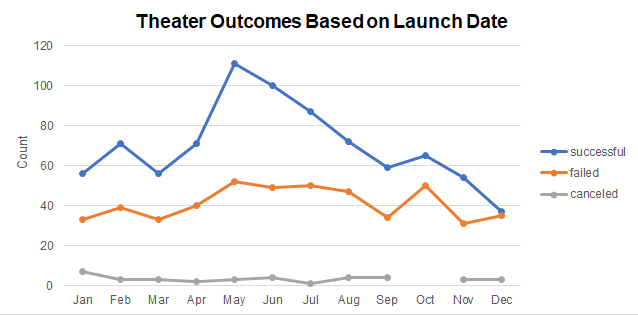 Theater Outcomes Based on Launch Date
120
100
80
60
40
20
0
Count
Jan Feb Mar Apr May Jun Jul Aug Sep Oct Nov Dec
successful
failed
canceled